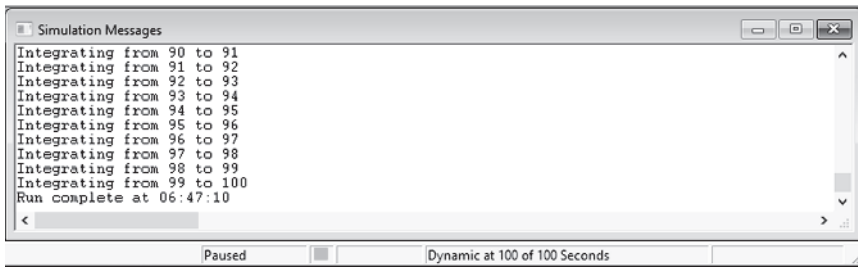 Simulation Messages
Integrating from 90 to 91
Integrating from 91 to 92
Integrating from 92 to 93
Integrating from 93 to 94
Integrating from 94 to 95
Integrating from 95 to 96
Integrating from 96 to 97
Integrating from 97 to 98
Integrating from 98 to 99
Integrating from 99 to 100
Run complete at 06:47:10
Paused
Dynamic at 100 of 100 Seconds